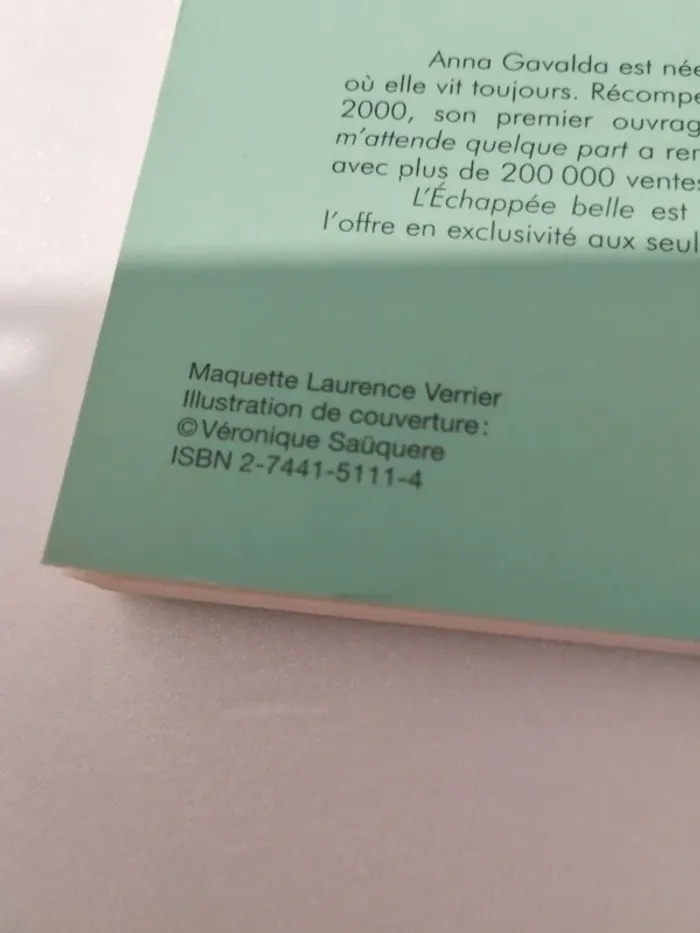 Anna Gavalda est née
où elle vit toujours. Récompe
2000, son premier ouvrag
m'attende quelque part a ren
avec plus de 200 000 ventes
L'Échappée belle est
l'offre en exclusivité aux seul
Maquette Laurence Verrier
Illustration de couverture :
© Véronique Saüquere
ISBN 2-7441-5111-4